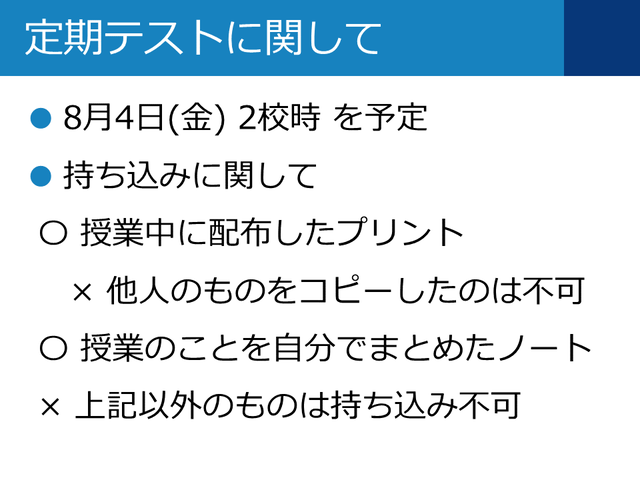 定期テストに関して
● 8月4日(金) 2校時 を予定
● 持ち込みに関して
〇 授業中に配布したプリント
× 他人のものをコピーしたのは不可
〇 授業のことを自分でまとめたノート
× 上記以外のものは持ち込み不可